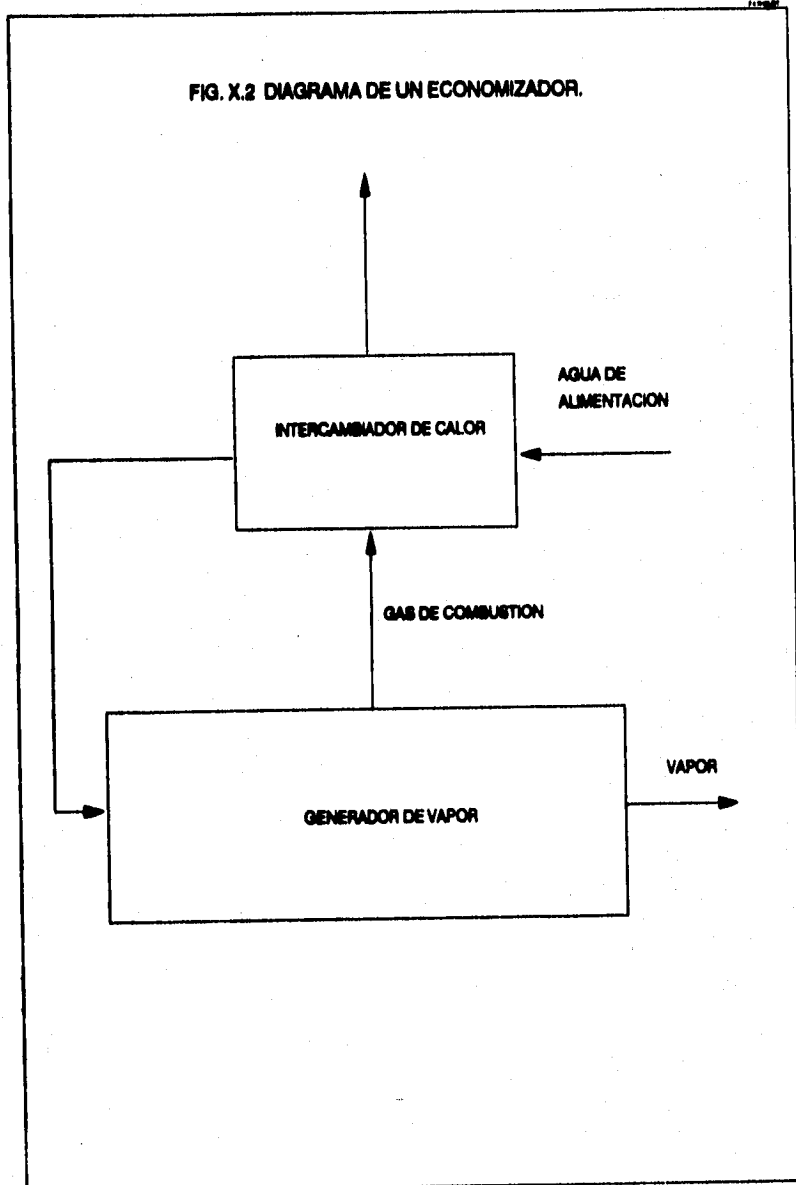 FIG. X.2 DIAGRAMA DE UN ECONOMIZADOR.
AGUA DE
ALIMENTACION
INTERCAMBIADOR DE CALOR
GAS DE COMBUSTION
VAPOR
GENERADOR DE VAPOR